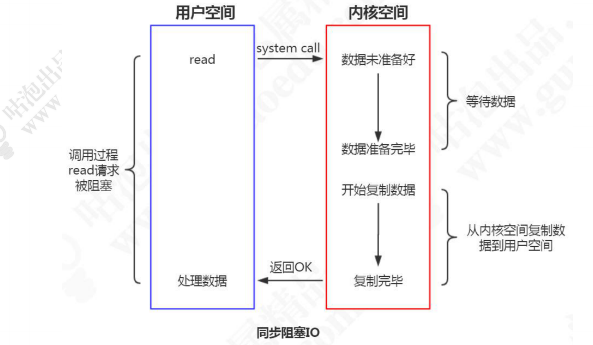 用户空间
内核空间
read
system call
数据未准备好
等待数据
数据准备完毕
调用过程
read请求
被阻塞
开始复制数据
从内核空间复制数
据到用户空间
处理数据
返回OK
复制完毕
同步阻塞IO